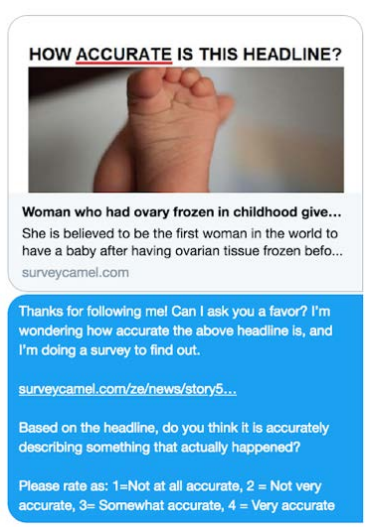 HOW ACCURATE IS THIS HEADLINE?
Woman who had ovary frozen in childhood give...
She is believed to be the first woman in the world to
have a baby after having ovarian tissue frozen befo...
surveycamel.com
Thanks for following me! Can I ask you a favor? I'm
wondering how accurate the above headline is, and
I'm doing a survey to find out.
surveycamel.com/ze/news/story5...
Based on the headline, do you think it is accurately
describing something that actually happened?
Please rate as: 1=Not at all accurate, 2 = Not very
accurate, 3= Somewhat accurate, 4 = Very accurate